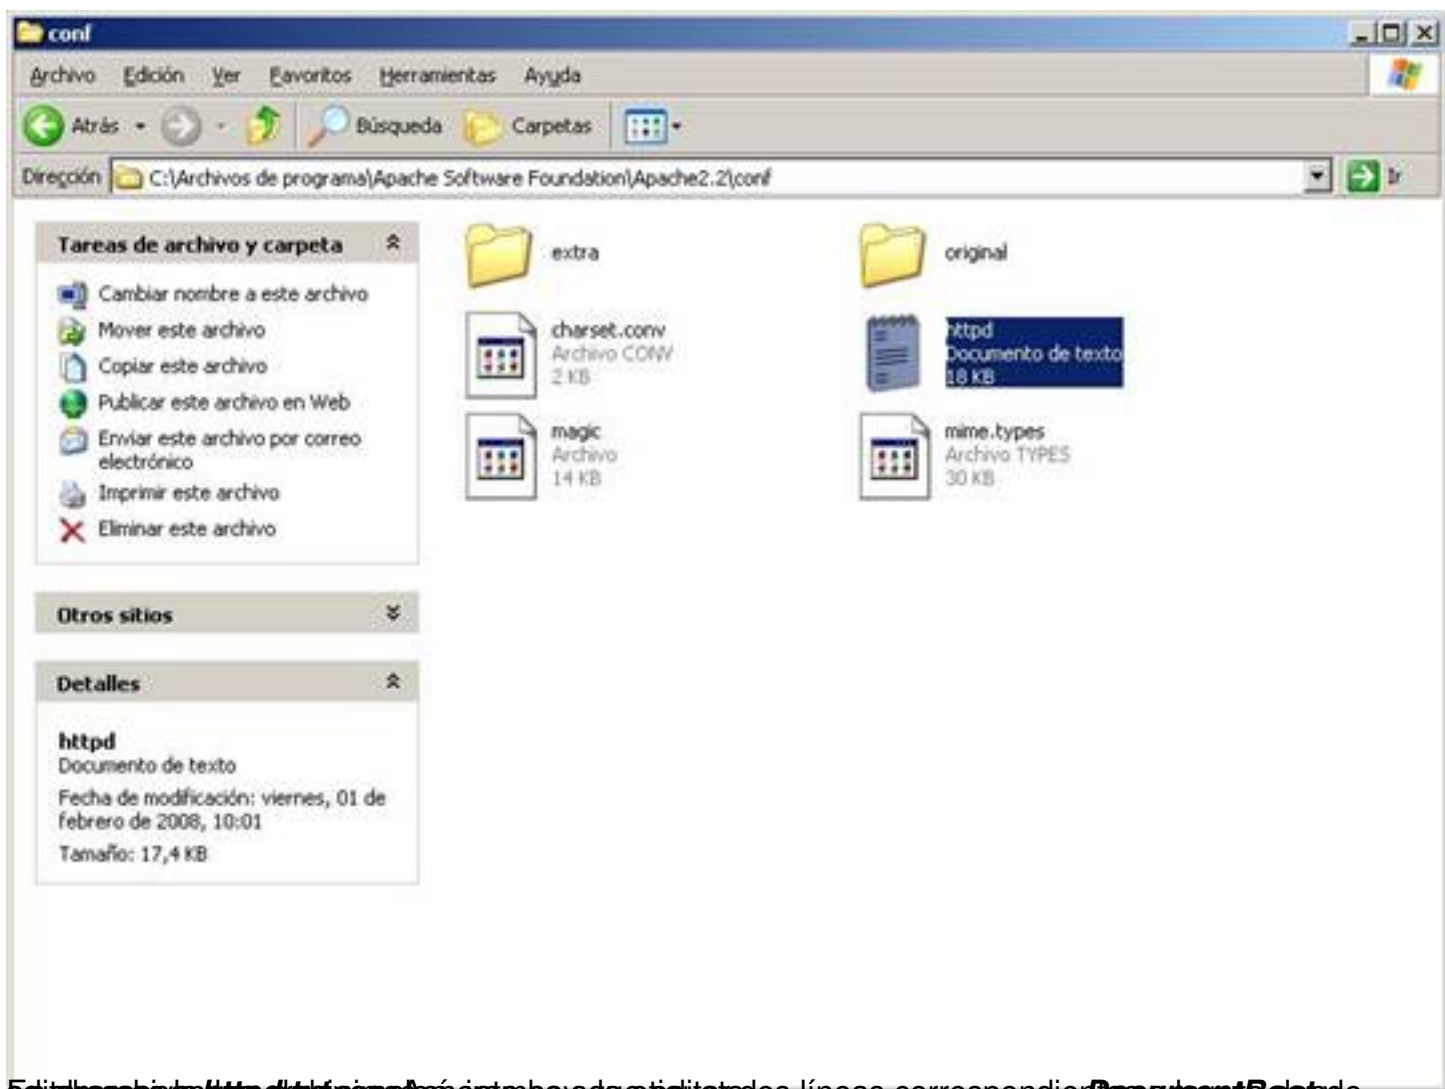 conf
Archivo Edición Ver Favoritos Herramientas Ayuda
Atrás Búsqueda Carpetas
Dirección C:\Archivos de programa\Apache Software Foundation\Apache2.2\conf Ir
Tareas de archivo y carpeta
Cambiar nombre a este archivo
Mover este archivo
Copiar este archivo
Publicar este archivo en Web
Enviar este archivo por correo
electrónico
Imprimir este archivo
Eliminar este archivo
Otros sitios
Detalles
httpd
Documento de texto
Fecha de modificación: viernes, 01 de
febrero de 2008, 10:01
Tamaño: 17,4 KB
extra
original
charset.conv
Archivo CONV
2 KB
httpd
Documento de texto
18 KB
magic
Archivo
14 KB
mime.types
Archivo TYPES
30 KB
líneas